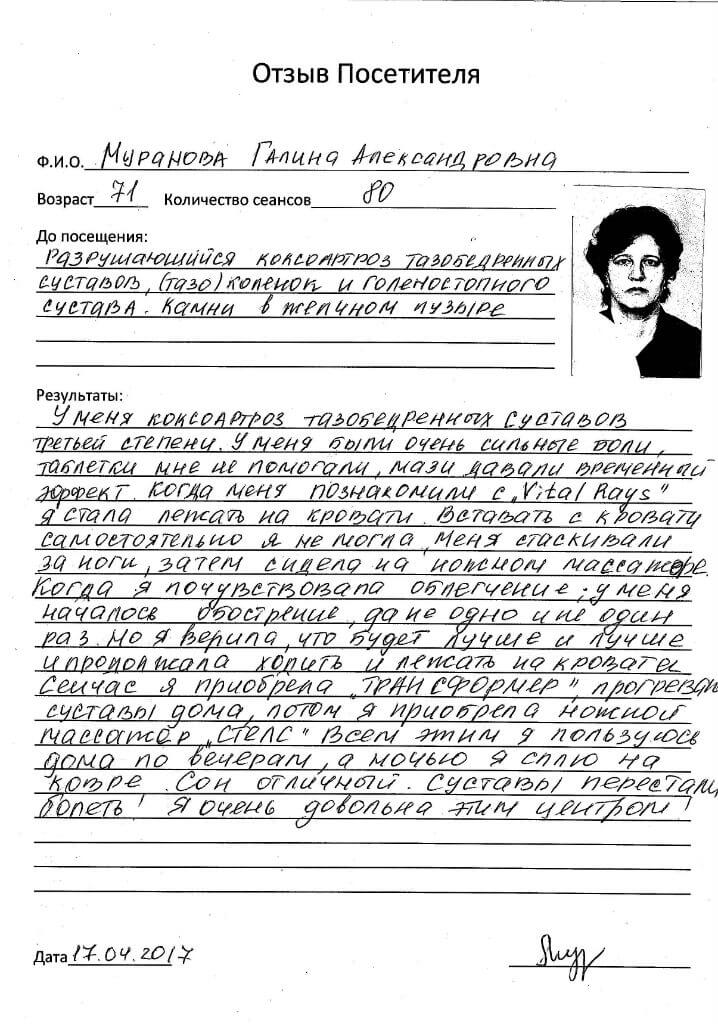 Отзыв Посетителя
Ф.И.О. Муранова Галина Александровна
Возраст 71 Количество сеансов 80
До посещения:
Разрушающийся коксоартроз тазобедренных
суставов, (тазо) коленок и голеностопного
сустава. Камни в желчном пузыре
Результаты:
У меня коксоартроз тазобедренных суставов
третьей степени. У меня были очень сильные боли,
таблетки мне не помогали, мази давали временный
эффект. Когда меня познакомили с „Vital Rays"
я стала лежать на кровати. Вставать с кровати
самостоятельно я не могла, меня стаскивали
за ноги, затем сидела на ножном массажоре.
Когда я почувствовала облегчение; у меня
началось обострение, да не одно и не один
раз. Но я верила, что будет лучше и лучше
и продолжала ходить и лежать на кровати
Сейчас я приобрела „ТРАНСФОРМЕР", прогреваю
суставы дома, потом я приобрела ножной
массажор „СТЕЛС" Всем этим я пользуюсь
дома по вечерам, а ночью я сплю на
ковре. Сон отличный. Суставы перестали
болеть! Я очень довольна этим центром!
Дата 17.04.2017